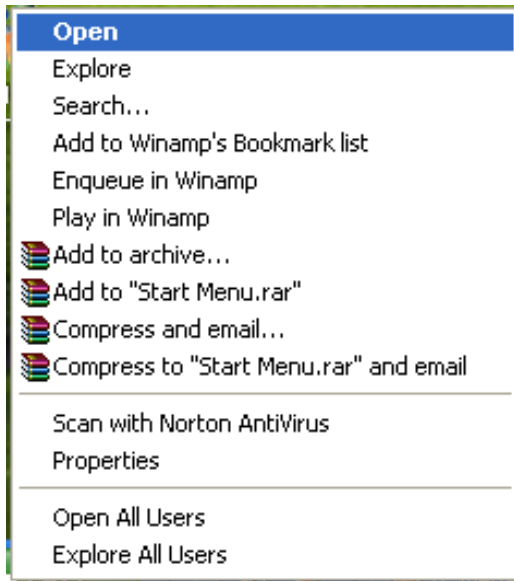 Open
Explore
Search...
Add to Winamp's Bookmark list
Enqueue in Winamp
Play in Winamp
Add to archive...
Add to "Start Menu.rar"
Compress and email...
Compress to "Start Menu.rar" and email
Scan with Norton AntiVirus
Properties
Open All Users
Explore All Users